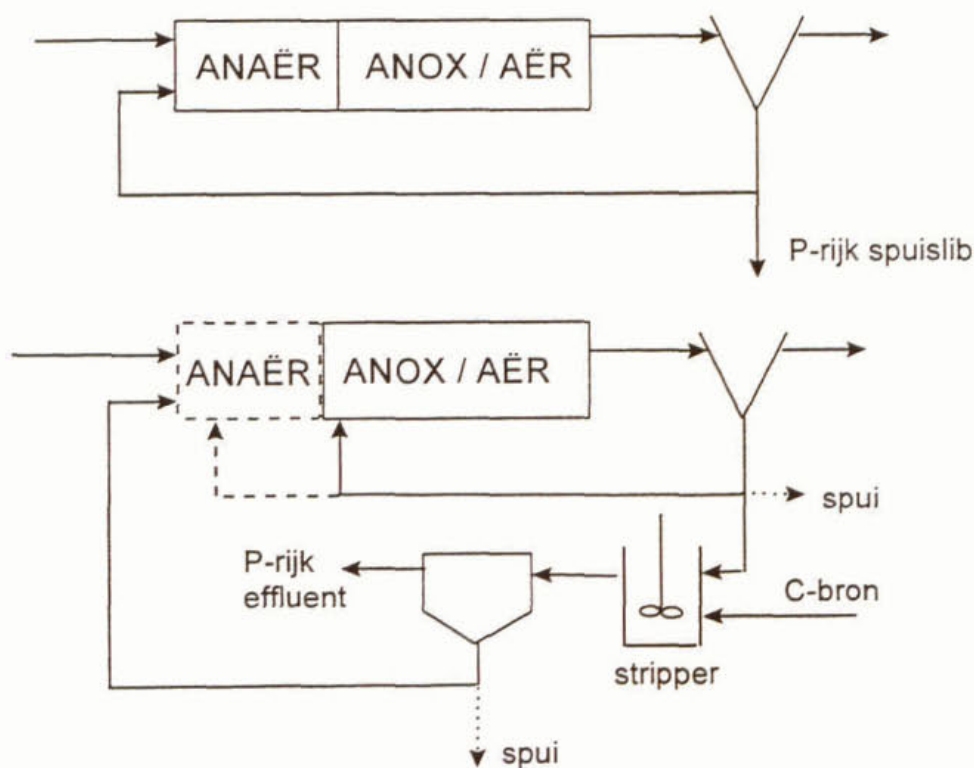 ANAËR
ANOX / AËR
P-rijk spuislib
ANAËR
ANOX / AËR
spui
P-rijk
effluent
C-bron
stripper
spui